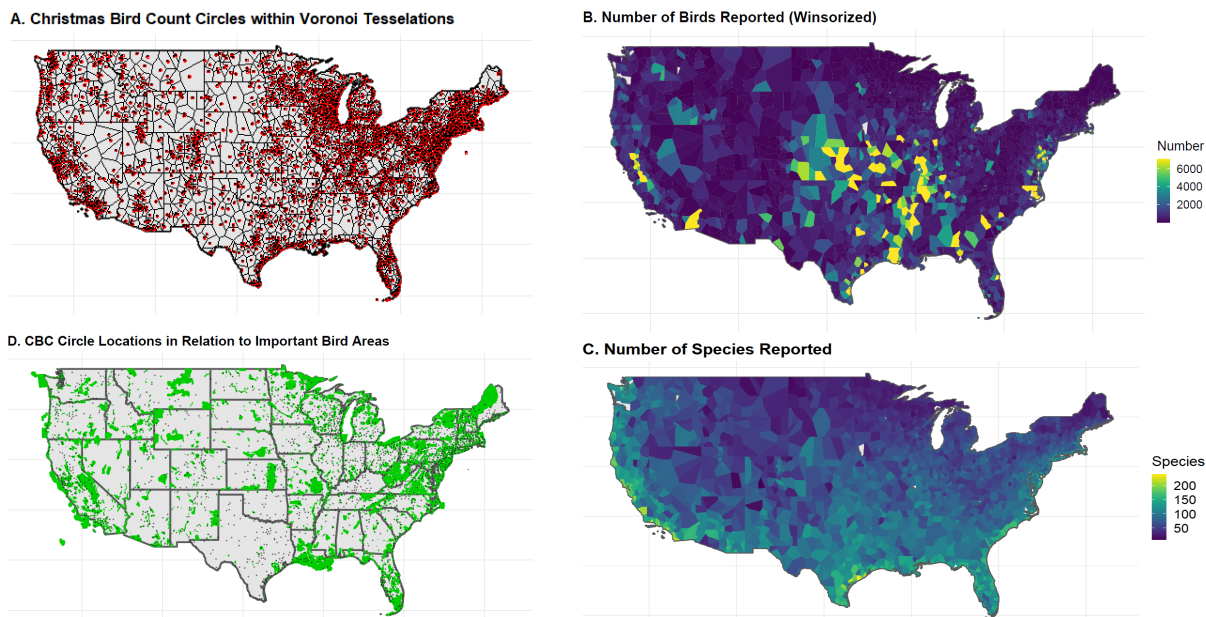 A. Christmas Bird Count Circles within Voronoi Tesselations
B. Number of Birds Reported (Winsorized)
Number
6000
4000
2000
D. CBC Circle Locations in Relation to Important Bird Areas
C. Number of Species Reported
Species
200
150
100
50